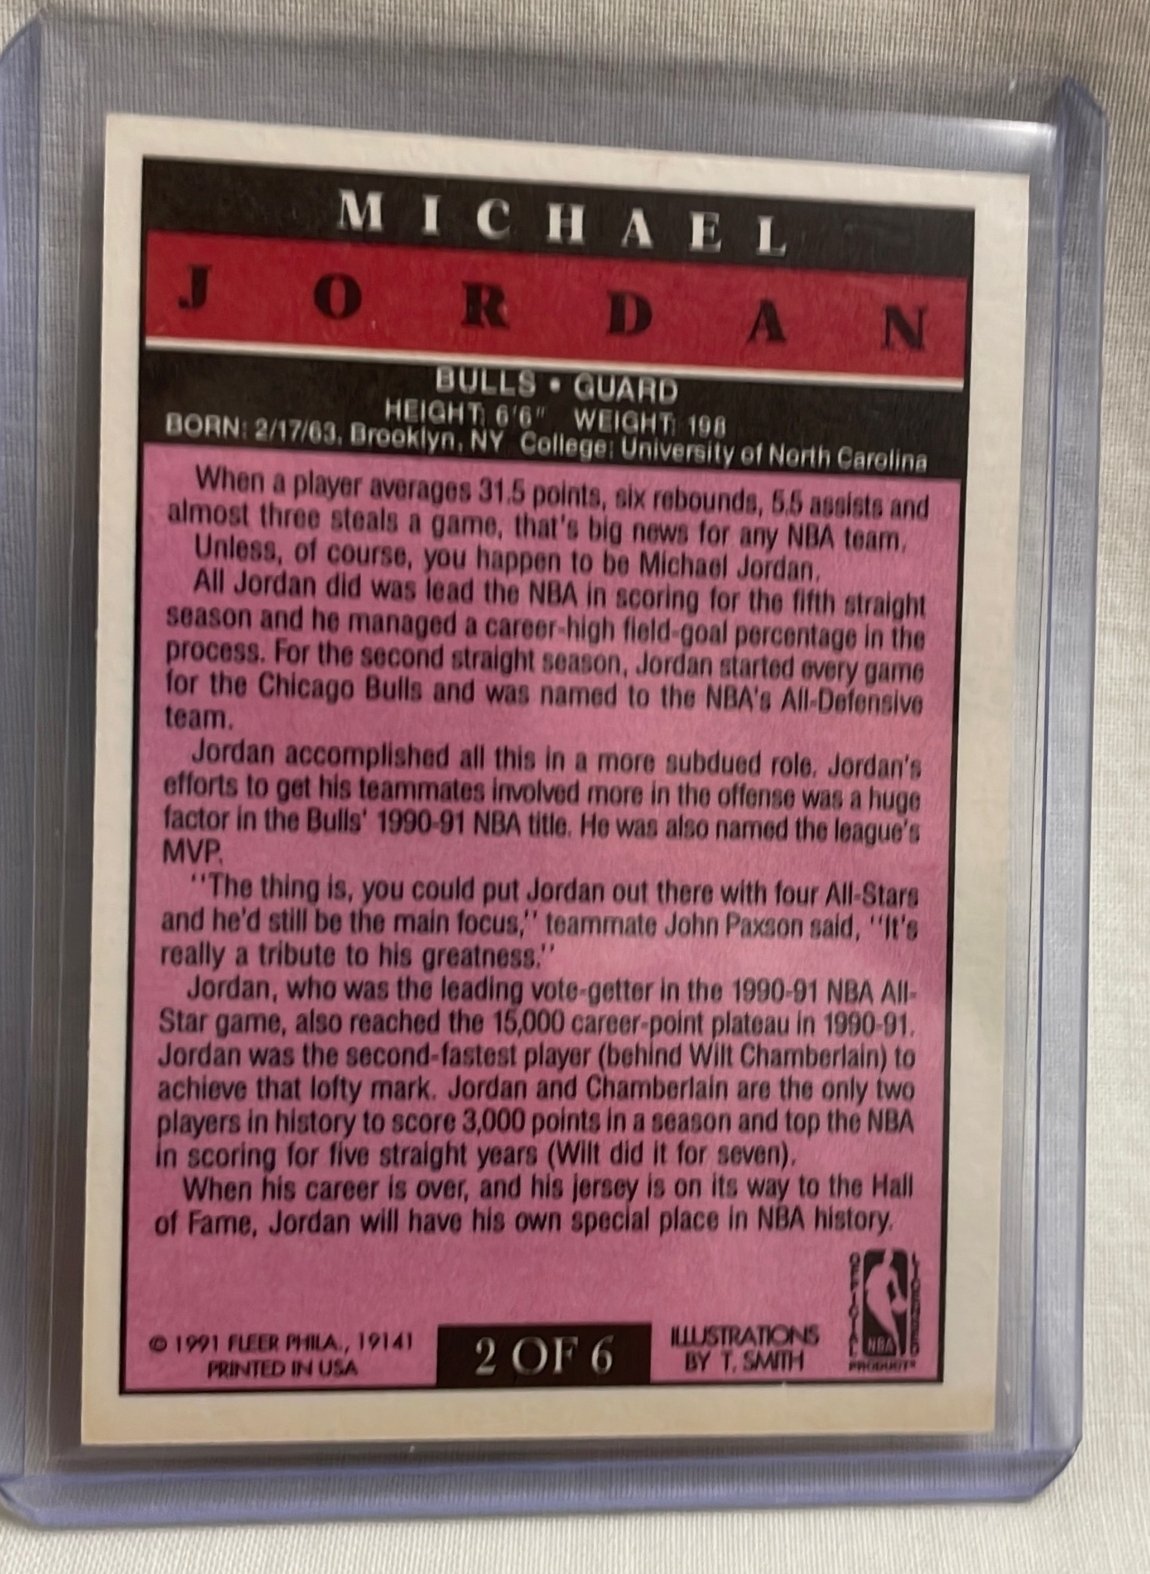 MICHAEL
JORDAN
BULLS • GUARD
HEIGHT: 6'6" WEIGHT: 198
BORN: 2/17/63, Brooklyn, NY College: University of North Carolina
When a player averages 31.5 points, six rebounds, 5.5 assists and
almost three steals a game, that's big news for any NBA team.
Unless, of course, you happen to be Michael Jordan.
All Jordan did was lead the NBA in scoring for the fifth straight
season and he managed a career-high field-goal percentage in the
process. For the second straight season, Jordan started every game
for the Chicago Bulls and was named to the NBA's All-Defensive
team.
Jordan accomplished all this in a more subdued role. Jordan's
efforts to get his teammates involved more in the offense was a huge
factor in the Bulls' 1990-91 NBA title. He was also named the league's
MVP.
''The thing is, you could put Jordan out there with four All-Stars
and he'd still be the main focus,'' teammate John Paxson said, ''It's
really a tribute to his greatness.''
Jordan, who was the leading vote-getter in the 1990-91 NBA All-
Star game, also reached the 15,000 career-point plateau in 1990-91.
Jordan was the second-fastest player (behind Wilt Chamberlain) to
achieve that lofty mark. Jordan and Chamberlain are the only two
players in history to score 3,000 points in a season and top the NBA
in scoring for five straight years (Wilt did it for seven).
When his career is over, and his jersey is on its way to the Hall
of Fame, Jordan will have his own special place in NBA history.
© 1991 FLEER PHILA., 19141
PRINTED IN USA
2 OF 6
ILLUSTRATIONS
BY T. SMITH
OFFICIAL
NBA
LICENSED
PRODUCT®